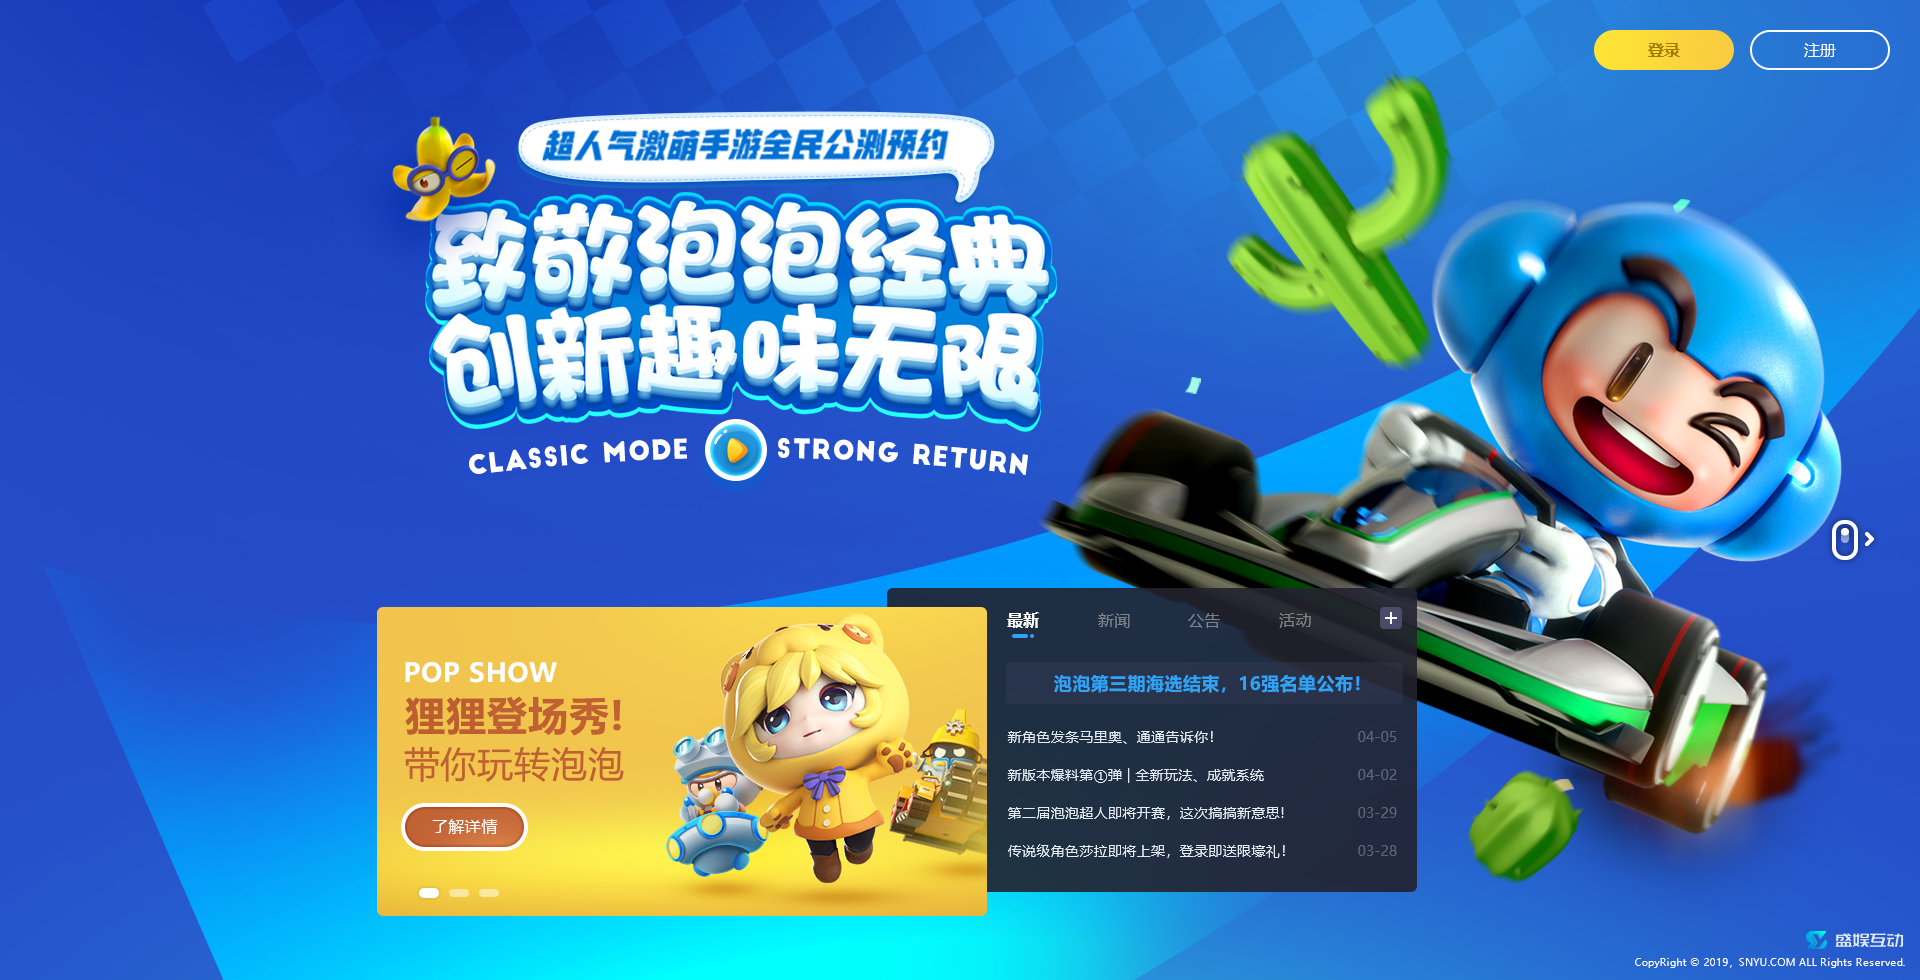 登录
注册
超人气激萌手游全民公测预约
致敬泡泡经典
创新趣味无限
CLASSIC MODE STRONG RETURN
最新 新闻 公告 活动
POP SHOW
狸狸登场秀!
带你玩转泡泡
了解详情
泡泡第三期海选结束，16强名单公布！
新角色发条马里奥、通通告诉你！ 04-05
新版本爆料第①弹 | 全新玩法、成就系统 04-02
第二届泡泡超人即将开赛，这次搞搞新意思！ 03-29
传说级角色莎拉即将上架，登录即送限壕礼！ 03-28
盛娱互动
CopyRight © 2019，SNYU.COM ALL Rights Reserved.